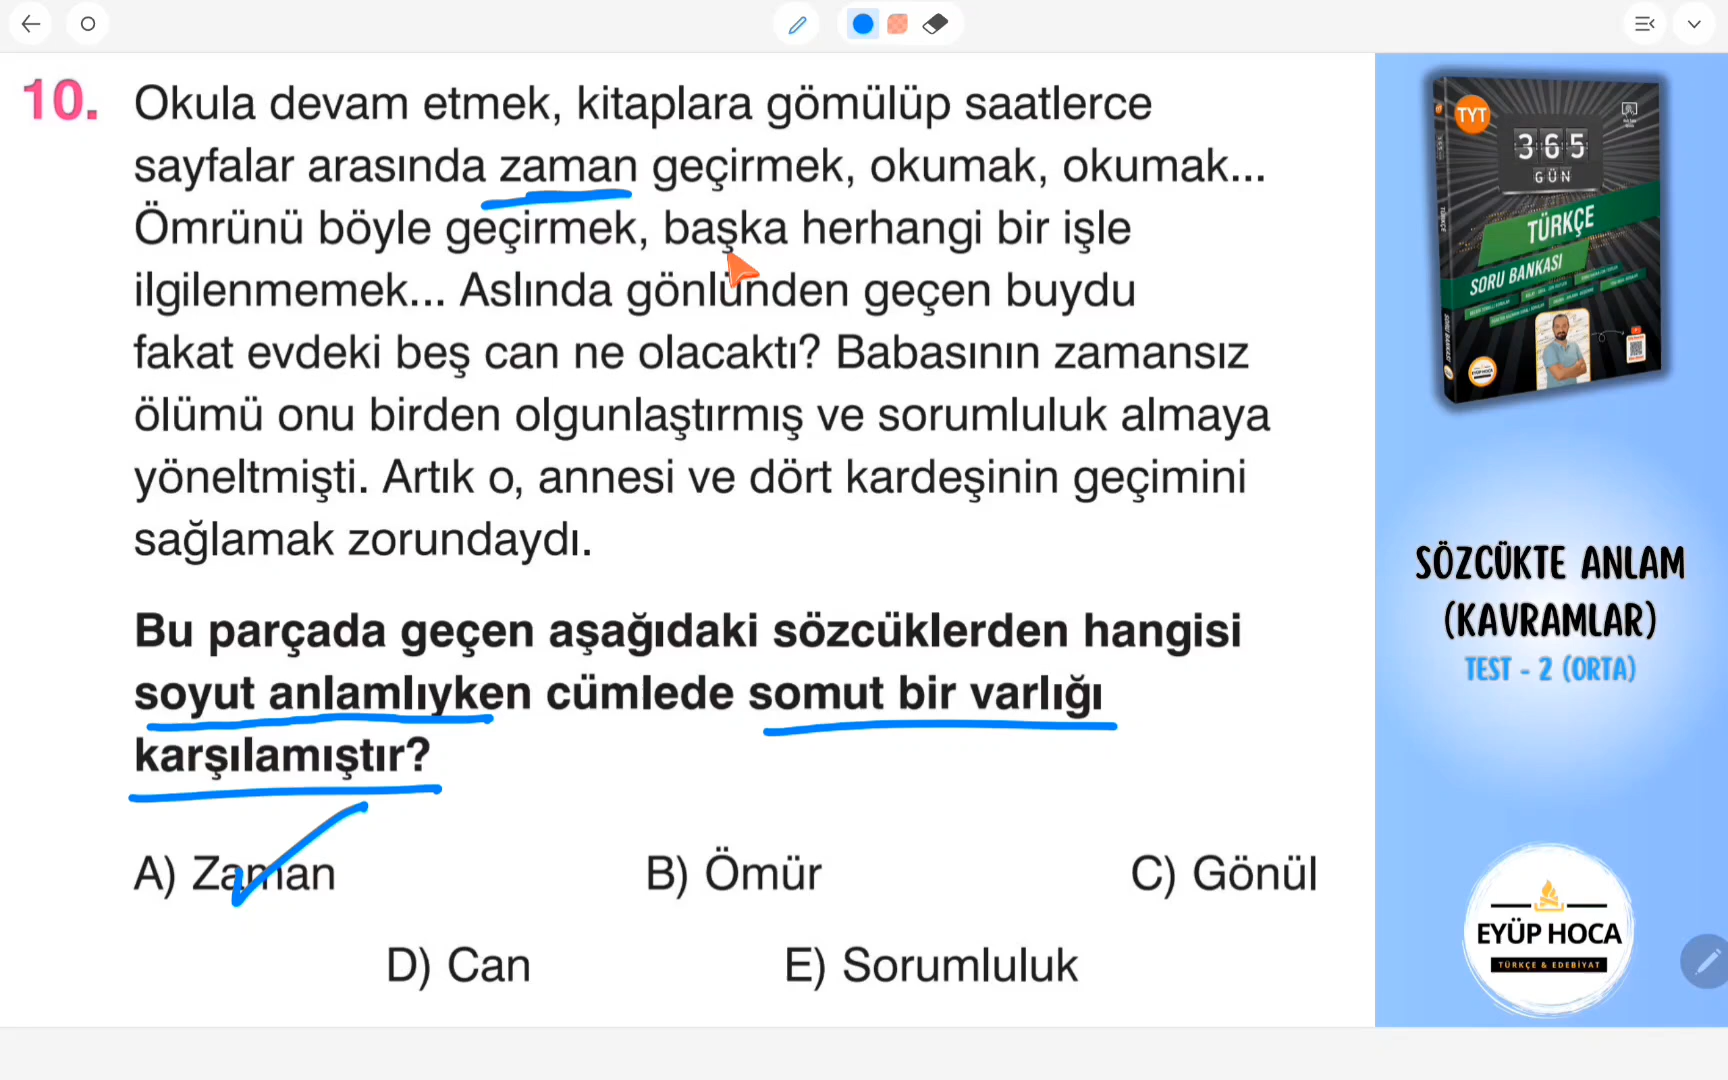 10. Okula devam etmek, kitaplara gömülüp saatlerce
sayfalar arasında zaman geçirmek, okumak, okumak...
Ömrünü böyle geçirmek, başka herhangi bir işle
ilgilenmemek... Aslında gönlünden geçen buydu
fakat evdeki beş can ne olacaktı? Babasının zamansız
ölümü onu birden olgunlaştırmış ve sorumluluk almaya
yöneltmişti. Artık o, annesi ve dört kardeşinin geçimini
sağlamak zorundaydı.
Bu parçada geçen aşağıdaki sözcüklerden hangisi
soyut anlamlıyken cümlede somut bir varlığı
karşılamıştır?
A) Zaman B) Ömür C) Gönül
D) Can E) Sorumluluk
TYT
365
GÜN
TÜRKÇE
SORU BANKASI
SÖZCÜKTE ANLAM
(KAVRAMLAR)
TEST - 2 (ORTA)
EYÜP HOCA
TÜRKÇE & EDEBİYAT